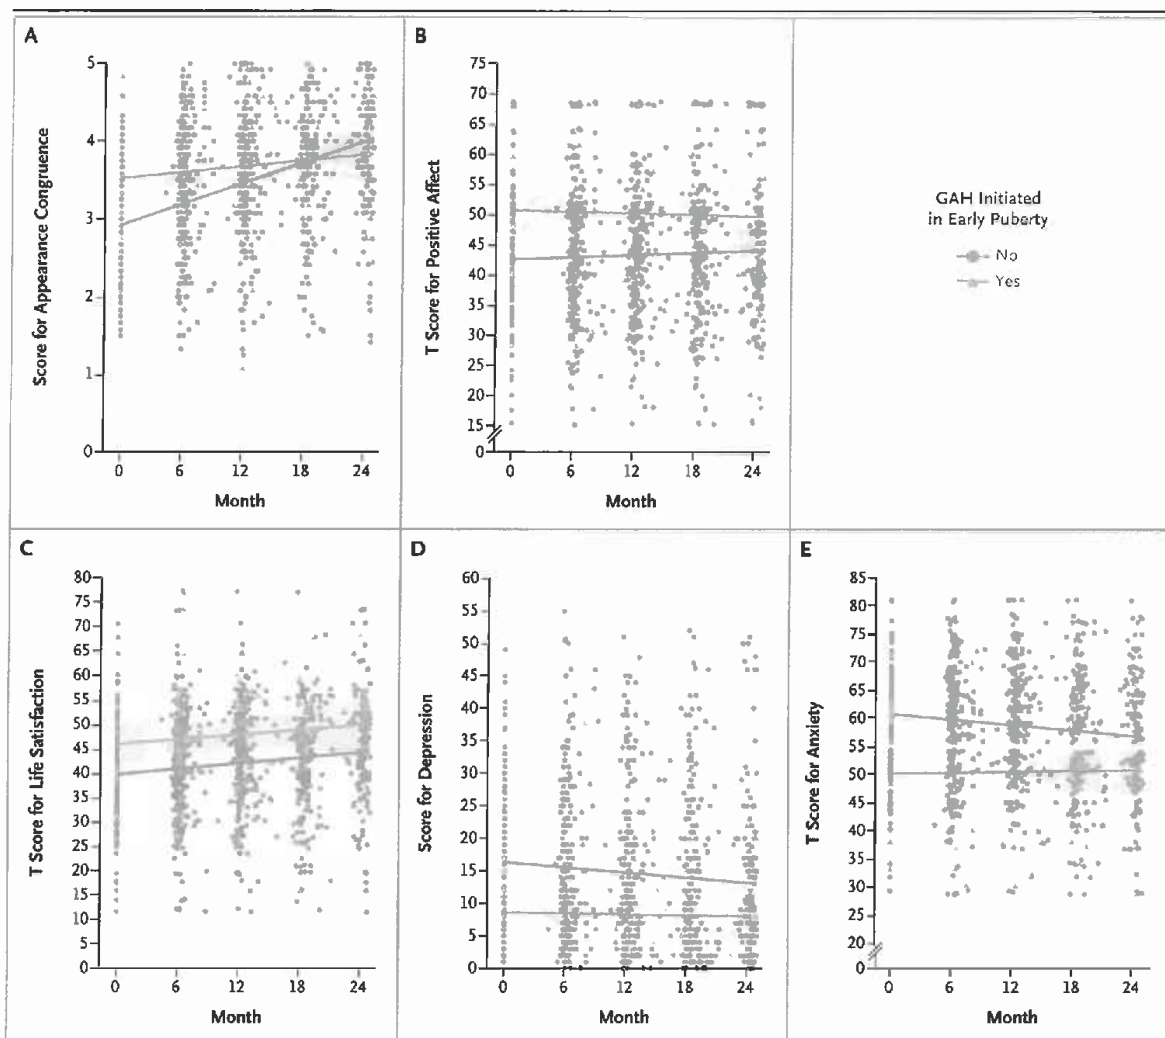 A
Score for Appearance Congruence
5
4
3
2
1
0
0 6 12 18 24
Month
B
T Score for Positive Affect
75
70
65
60
55
50
45
40
35
30
25
20
15
0
0 6 12 18 24
Month
GAH Initiated
in Early Puberty
No
Yes
C
T Score for Life Satisfaction
80
75
70
65
60
55
50
45
40
35
30
25
20
15
10
5
0
0 6 12 18 24
Month
D
Score for Depression
60
55
50
45
40
35
30
25
20
15
10
5
0
0 6 12 18 24
Month
E
T Score for Anxiety
85
80
75
70
65
60
55
50
45
40
35
30
25
20
0
0 6 12 18 24
Month